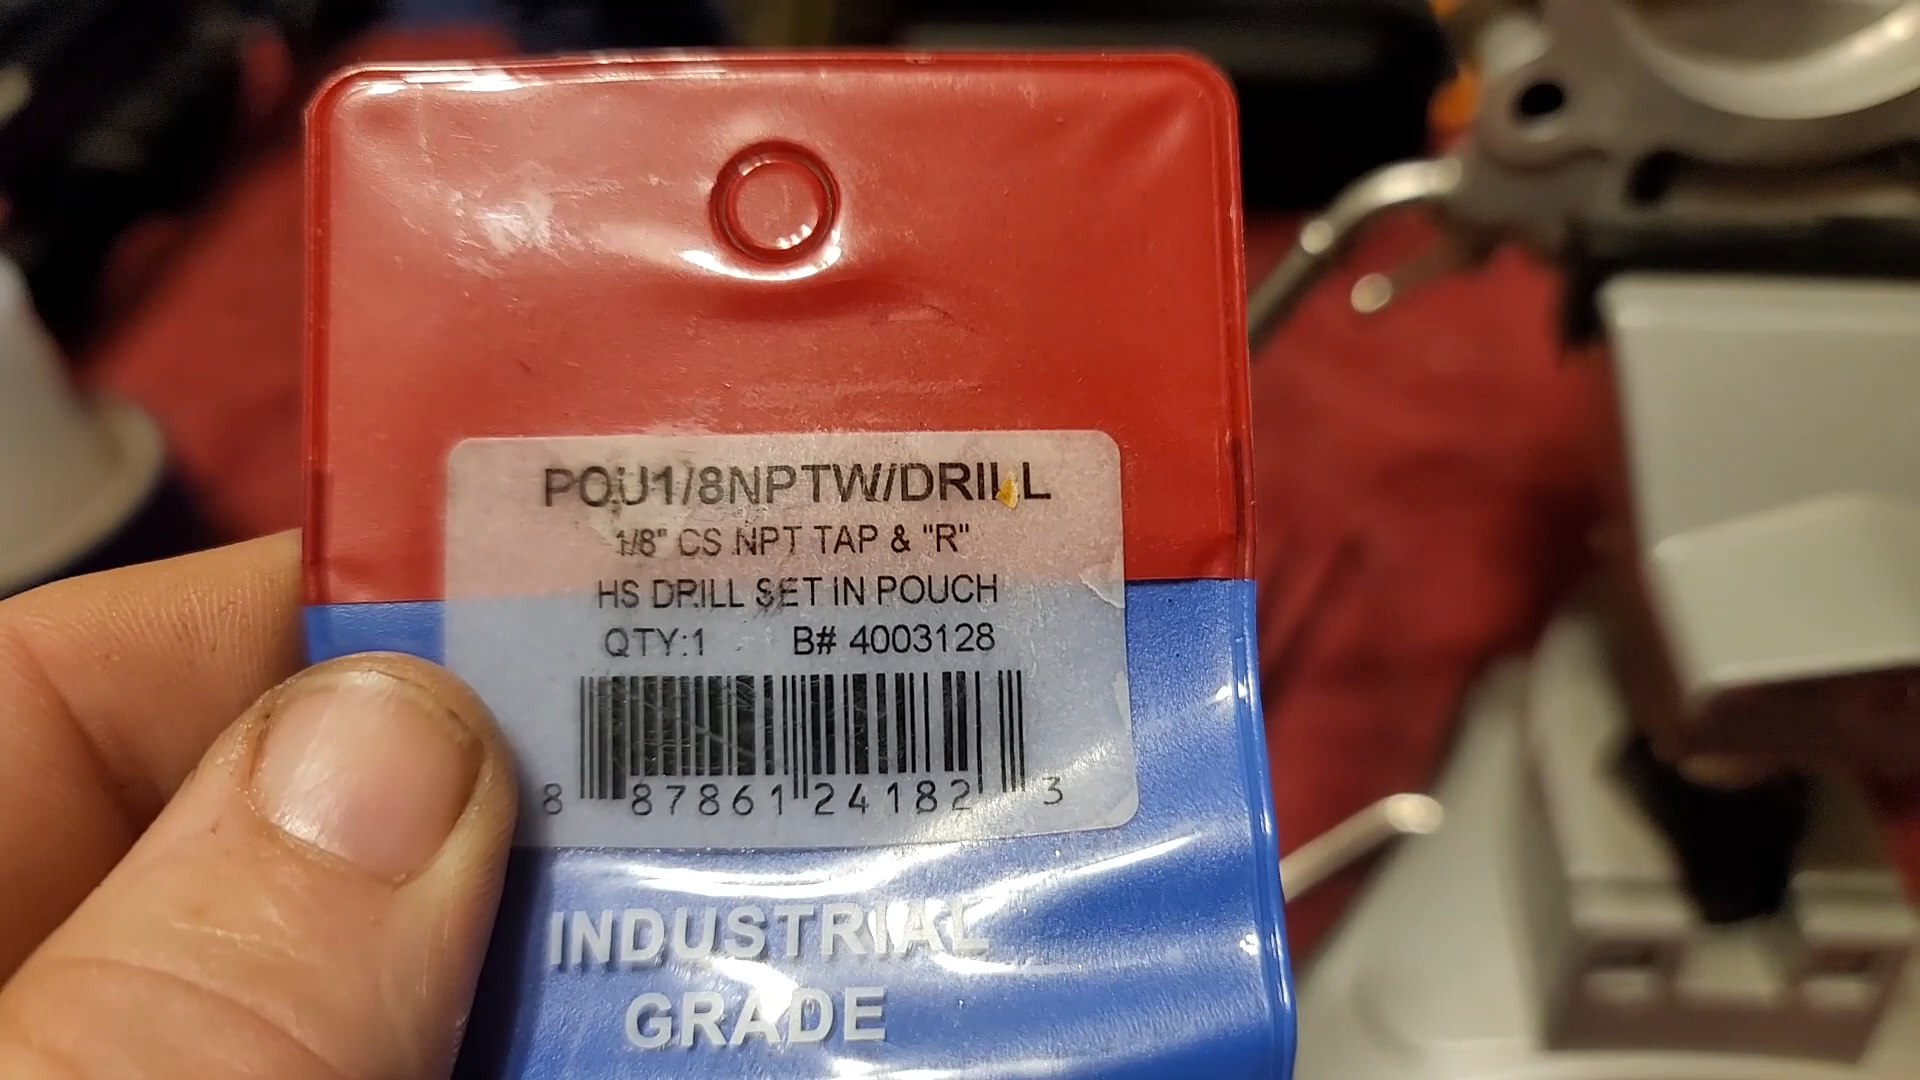 POU1/8NPTW/DRILL
1/8" CS NPT TAP & "R"
HS DRILL SET IN POUCH
QTY:1 B# 4003128
8 87861 24182 3
INDUSTRIAL
GRADE